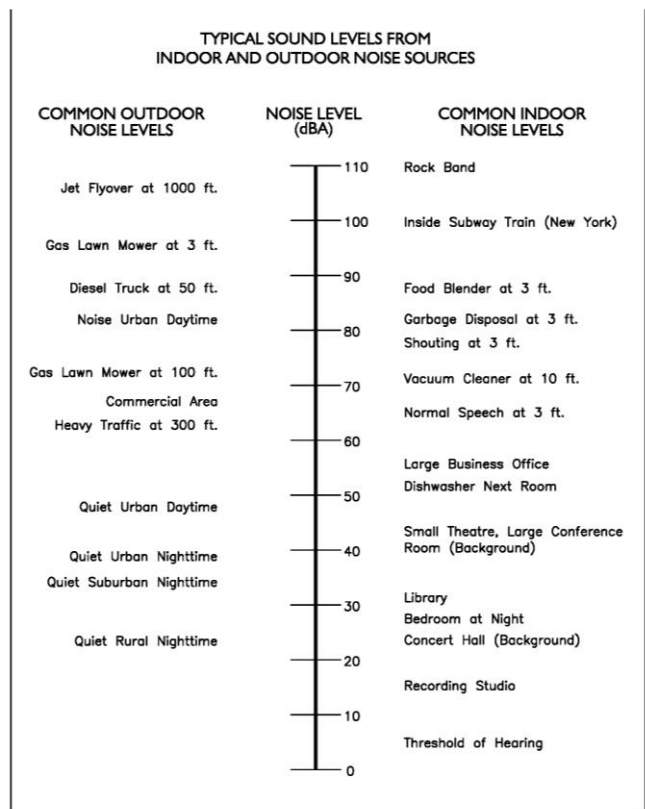 TYPICAL SOUND LEVELS FROM
INDOOR AND OUTDOOR NOISE SOURCES
COMMON OUTDOOR
NOISE LEVELS
NOISE LEVEL
(dBA)
COMMON INDOOR
NOISE LEVELS
110
Rock Band
Jet Flyover at 1000 ft.
100
Inside Subway Train (New York)
Gas Lawn Mower at 3 ft.
90
Diesel Truck at 50 ft.
Food Blender at 3 ft.
Noise Urban Daytime
Garbage Disposal at 3 ft.
80
Shouting at 3 ft.
Gas Lawn Mower at 100 ft.
Vacuum Cleaner at 10 ft.
70
Commercial Area
Normal Speech at 3 ft.
Heavy Traffic at 300 ft.
60
Large Business Office
Dishwasher Next Room
50
Quiet Urban Daytime
Small Theatre, Large Conference
Room (Background)
40
Quiet Urban Nighttime
Quiet Suburban Nighttime
Library
30
Bedroom at Night
Quiet Rural Nighttime
Concert Hall (Background)
20
Recording Studio
10
Threshold of Hearing
0